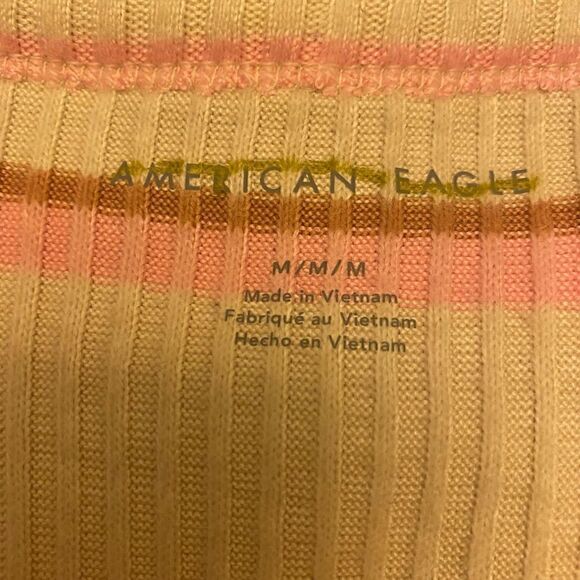 AMERICAN EAGLE
M/M/M
Made in Vietnam
Fabriqué au Vietnam
Hecho en Vietnam